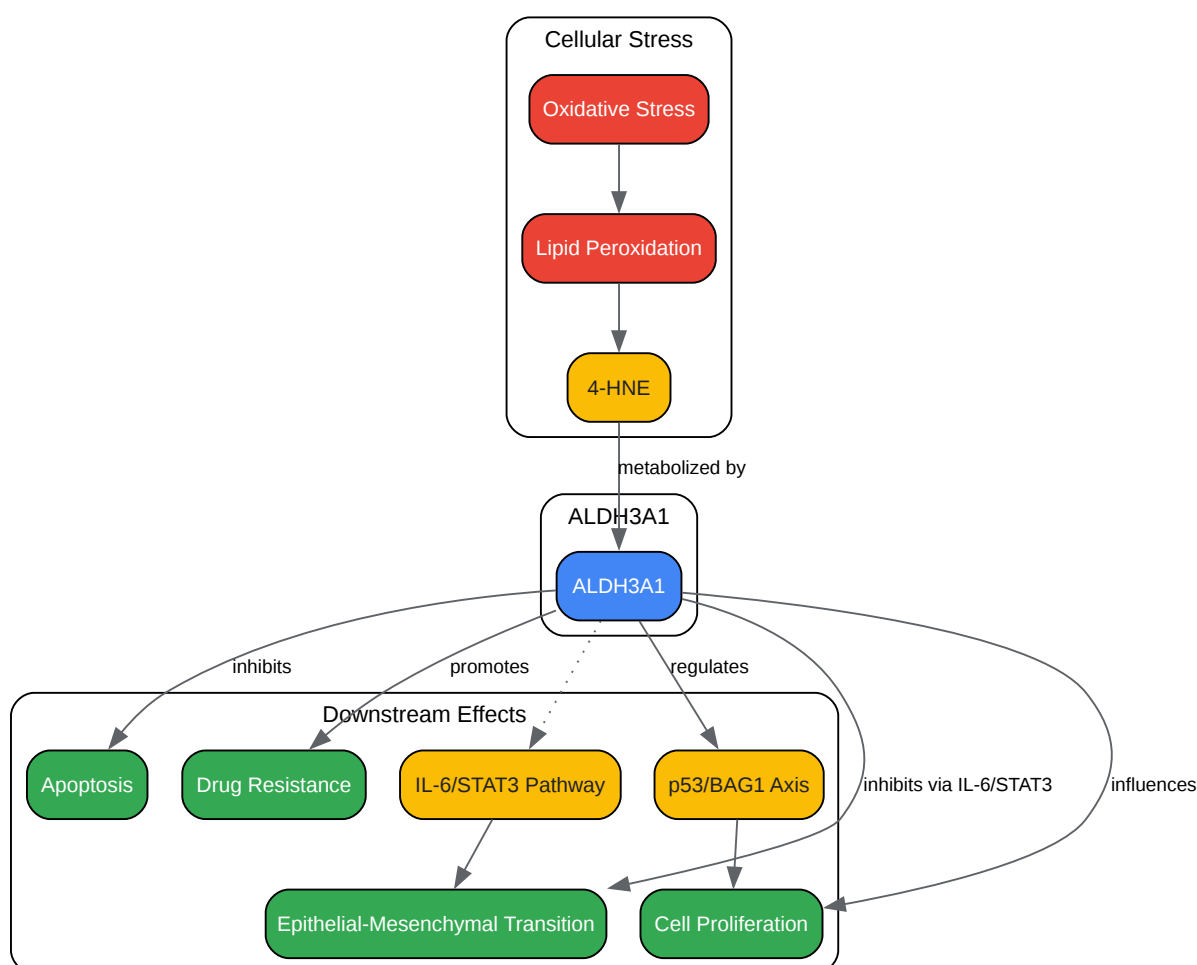 Cellular Stress
Oxidative Stress
Lipid Peroxidation
4-HNE
metabolized by
ALDH3A1
ALDH3A1
inhibits
promotes
regulates
Downstream Effects
Apoptosis
Drug Resistance
IL-6/STAT3 Pathway
p53/BAG1 Axis
inhibits via IL-6/STAT3
influences
Epithelial-Mesenchymal Transition
Cell Proliferation